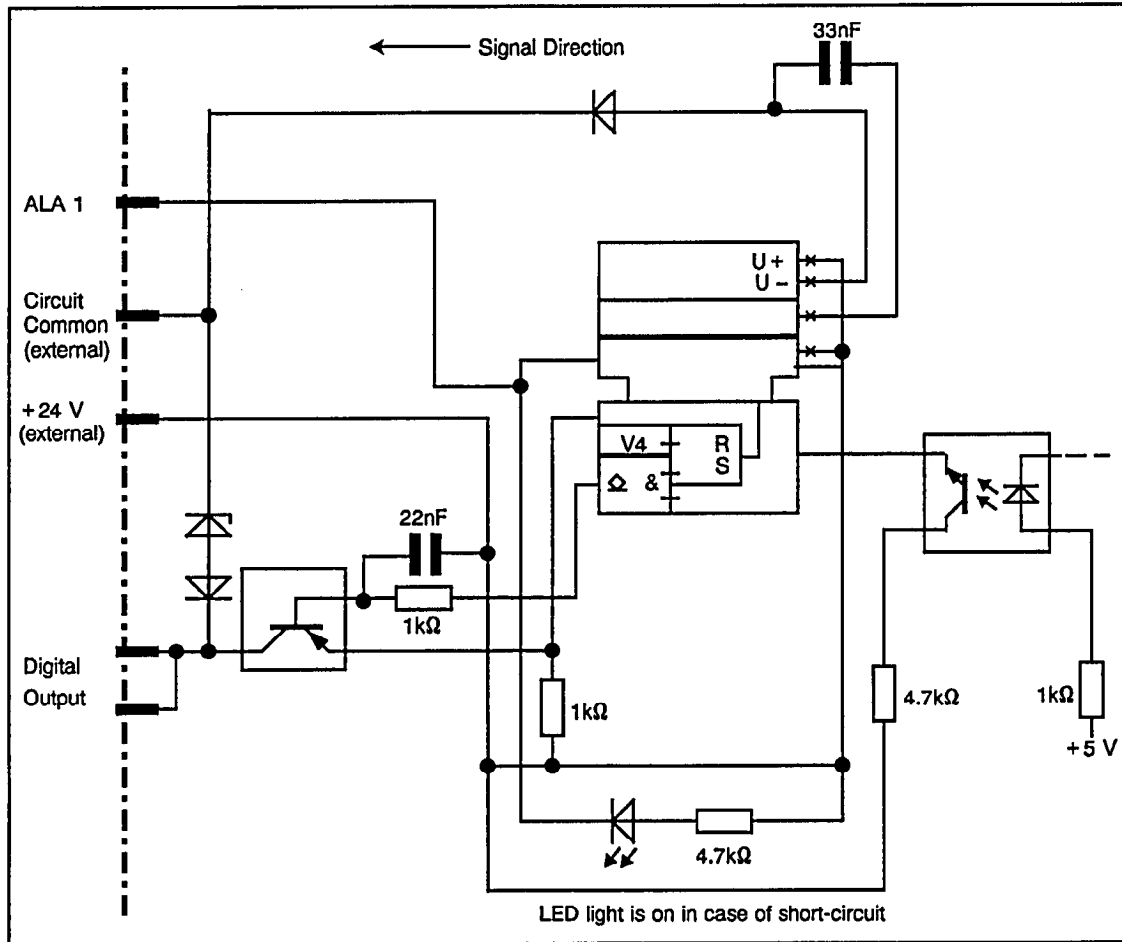 Signal Direction
33nF
ALA 1
U +
U –
Circuit
Common
(external)
+24 V
(external)
V4
R
S
&
22nF
1kΩ
Digital
Output
1kΩ
4.7kΩ
1kΩ
+5 V
4.7kΩ
LED light is on in case of short-circuit